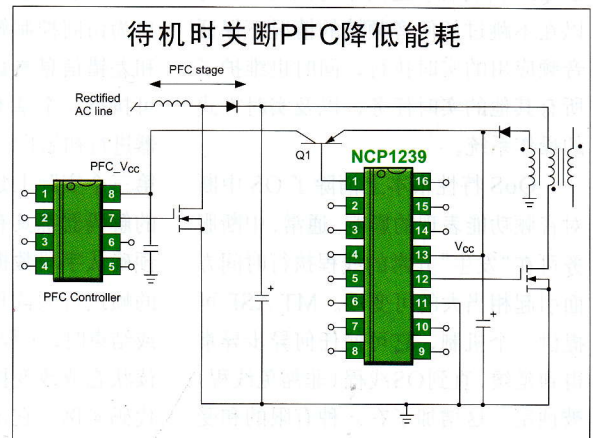 待机时关断PFC降低能耗
PFC stage
Rectified
AC line
Q1
NCP1239
PFC_Vcc
1 8
2 7
3 6
4 5
PFC Controller
1 16
2 15
3 14
4 13
5 12
6 11
7 10
8 9
Vcc
+
+